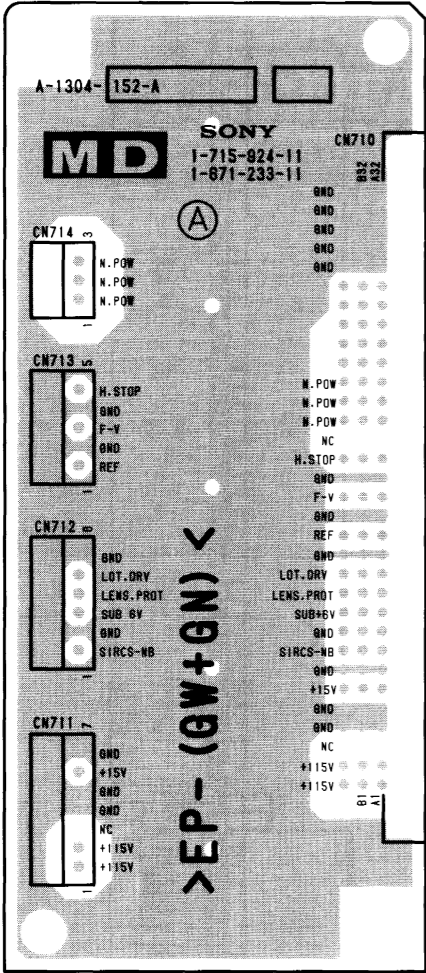 A-1304- 152-A
MD
SONY
1-715-924-11
1-871-233-11
A
CN710
B32
A32
GND
GND
GND
GND
GND
CN714
3
N.POW
N.POW
N.POW
1
CN713
5
H.STOP
GND
F-V
GND
REF
1
CN712
GND
LOT.DRV
LENS.PROT
SUB 6V
GND
SIRCS-NB
1
CN711
7
GND
+15V
GND
GND
NC
+115V
+115V
1
>EP-(GW+GN)<
N.POW
N.POW
N.POW
NC
H.STOP
GND
F-V
GND
REF
GND
LOT.DRV
LENS.PROT
SUB+6V
GND
SIRCS-NB
GND
+15V
GND
GND
NC
+115V
+115V
B1
A1